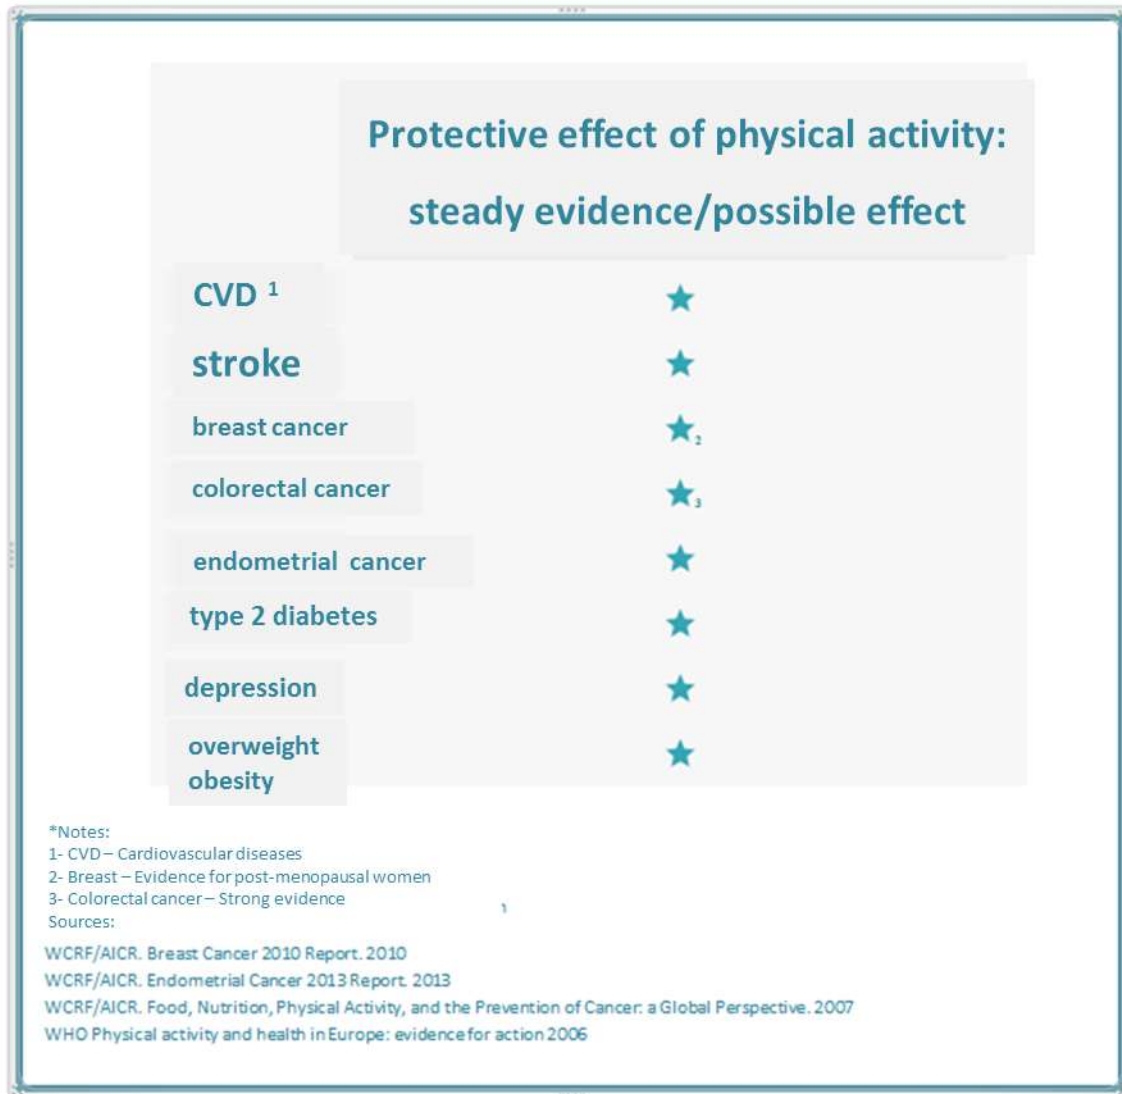 Protective effect of physical activity:
steady evidence/possible effect
CVD 1
stroke
breast cancer
2
colorectal cancer
3
endometrial cancer
type 2 diabetes
depression
overweight
obesity
*Notes:
1- CVD – Cardiovascular diseases
2- Breast – Evidence for post-menopausal women
3- Colorectal cancer – Strong evidence
Sources:
WCRF/AICR. Breast Cancer 2010 Report. 2010
WCRF/AICR. Endometrial Cancer 2013 Report. 2013
WCRF/AICR. Food, Nutrition, Physical Activity, and the Prevention of Cancer: a Global Perspective. 2007
WHO Physical activity and health in Europe: evidence for action 2006